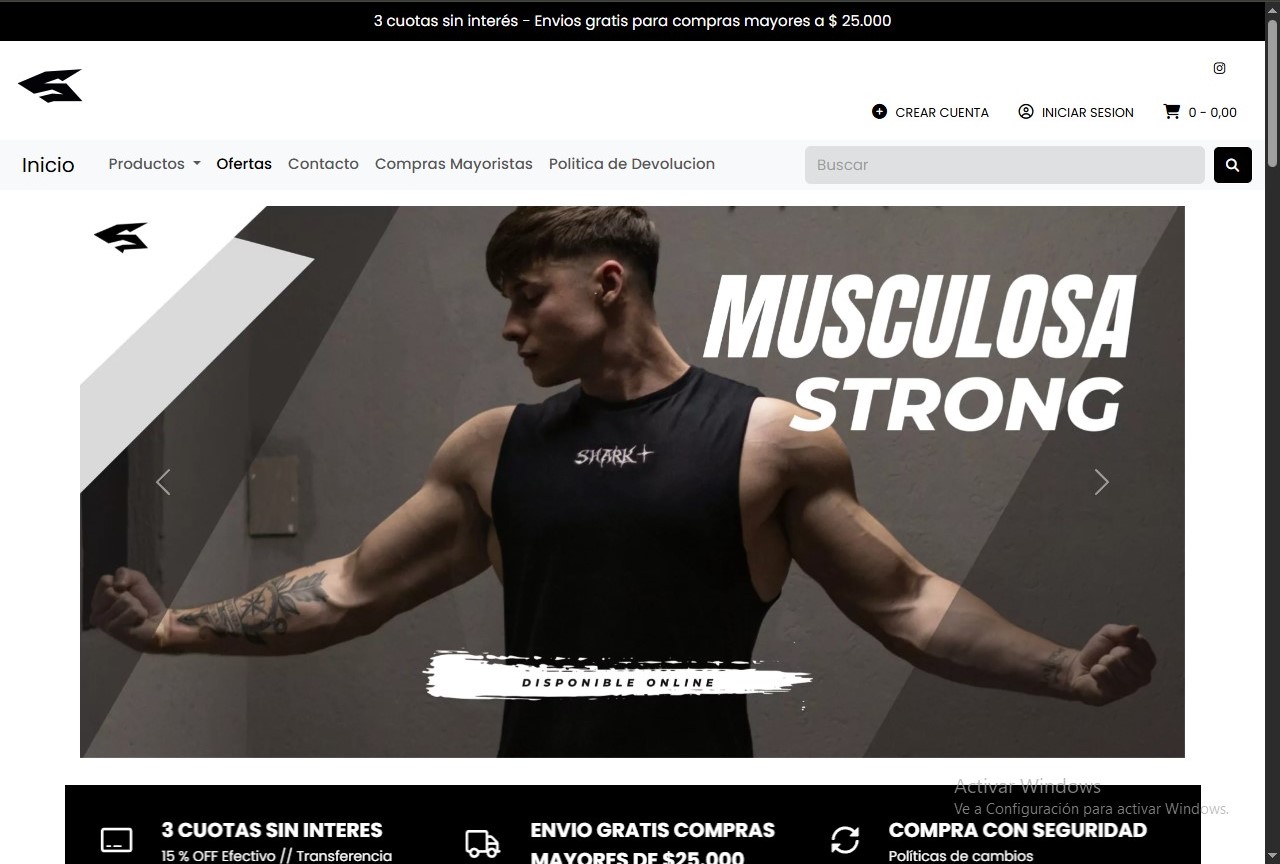 3 cuotas sin interés - Envios gratis para compras mayores a $ 25.000
CREAR CUENTA INICIAR SESION 0 - 0,00
Inicio Productos Ofertas Contacto Compras Mayoristas Politica de Devolucion Buscar
MUSCULOSA
STRONG
SHARK
DISPONIBLE ONLINE
Activar Windows
Ve a Configuración para activar Windows.
3 CUOTAS SIN INTERES
15 % OFF Efectivo // Transferencia
ENVIO GRATIS COMPRAS
MAYORES DE $25.000
COMPRA CON SEGURIDAD
Políticas de cambios